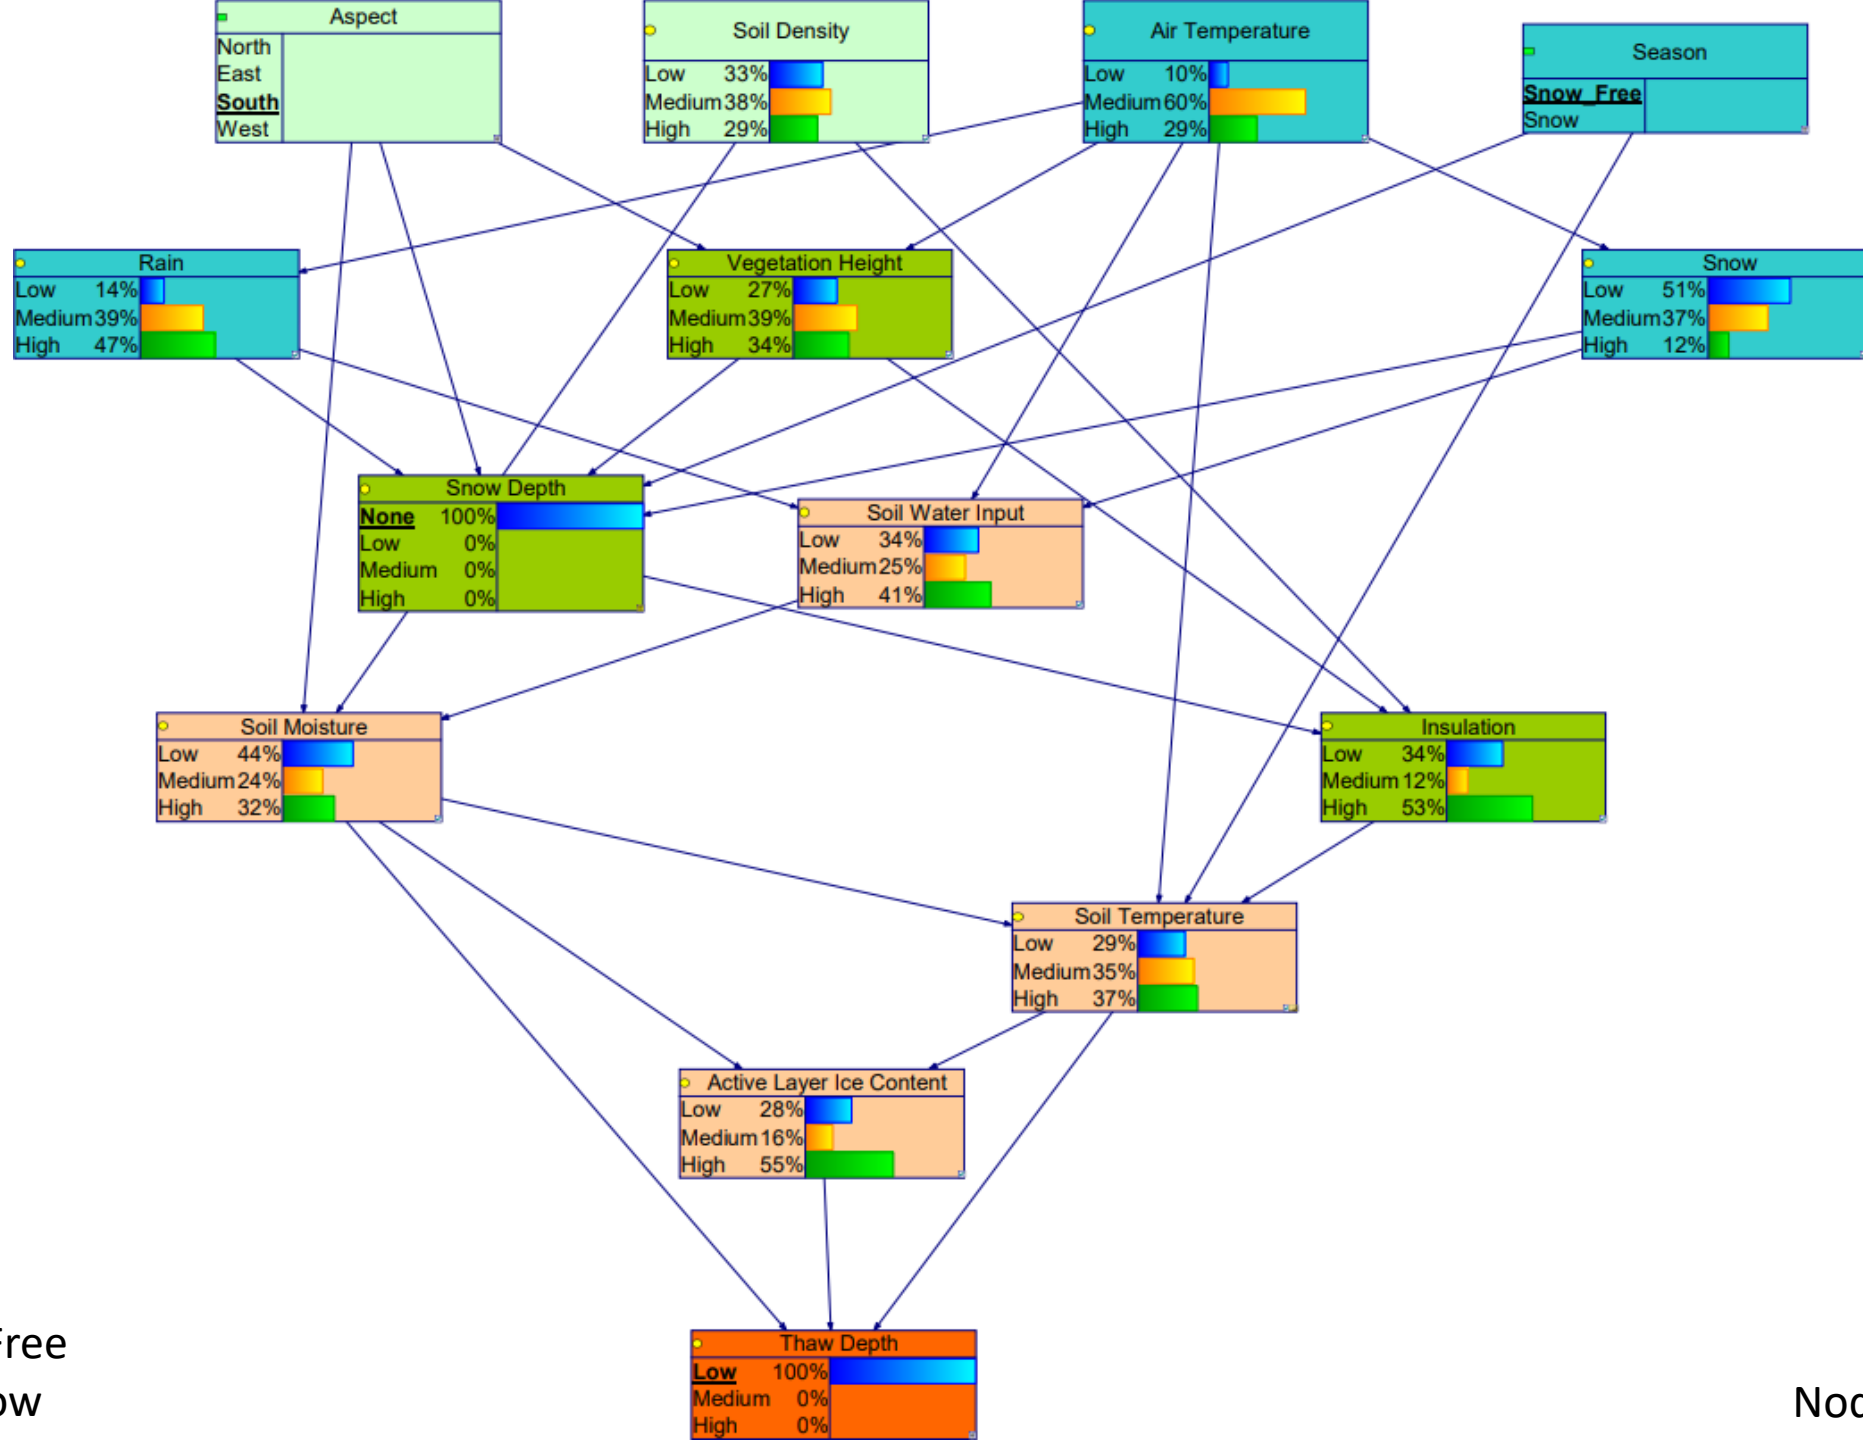 Aspect
North
East
South
West
Soil Density
Low 33%
Medium 38%
High 29%
Air Temperature
Low 10%
Medium 60%
High 29%
Season
Snow_Free
Snow
Rain
Low 14%
Medium 39%
High 47%
Vegetation Height
Low 27%
Medium 39%
High 34%
Snow
Low 51%
Medium 37%
High 12%
Snow Depth
None 100%
Low 0%
Medium 0%
High 0%
Soil Water Input
Low 34%
Medium 25%
High 41%
Soil Moisture
Low 44%
Medium 24%
High 32%
Insulation
Low 34%
Medium 12%
High 53%
Soil Temperature
Low 29%
Medium 35%
High 37%
Active Layer Ice Content
Low 28%
Medium 16%
High 55%
Thaw Depth
Low 100%
Medium 0%
High 0%
ree
ow
Noc